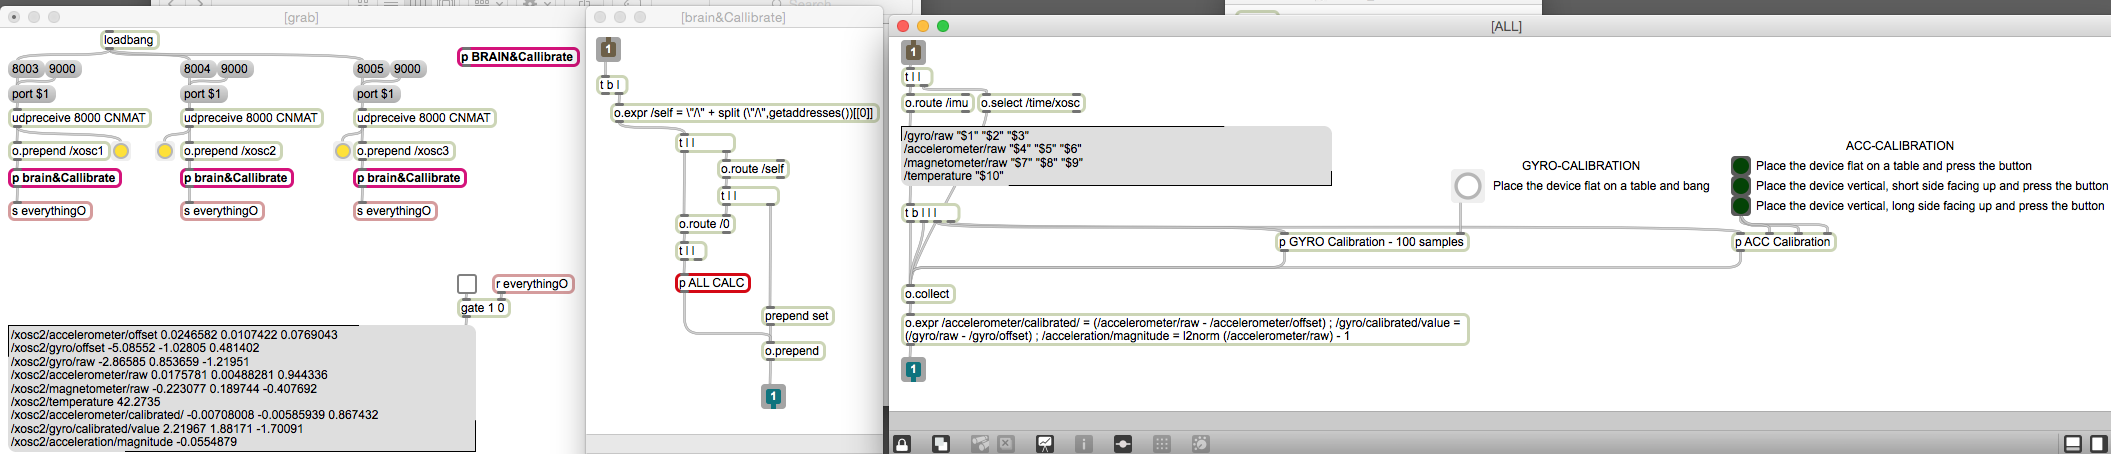 [grab]
loadbang
8003 9000
8004 9000
8005 9000
p BRAIN&Callibrate
port $1
port $1
port $1
udpreceive 8000 CNMAT
udpreceive 8000 CNMAT
udpreceive 8000 CNMAT
o.prepend /xosc1
o.prepend /xosc2
o.prepend /xosc3
p brain&Callibrate
p brain&Callibrate
p brain&Callibrate
s everythingO
s everythingO
s everythingO
r everythingO
gate 1 0
/xosc2/accelerometer/offset 0.0246582 0.0107422 0.0769043
/xosc2/gyro/offset -5.08552 -1.02805 0.481402
/xosc2/gyro/raw -2.86585 0.853659 -1.21951
/xosc2/accelerometer/raw 0.0175781 0.00488281 0.944336
/xosc2/magnetometer/raw -0.223077 0.189744 -0.407692
/xosc2/temperature 42.2735
/xosc2/accelerometer/calibrated/ -0.00708008 -0.00585939 0.867432
/xosc2/gyro/calibrated/value 2.21967 1.88171 -1.70091
/xosc2/acceleration/magnitude -0.0554879
Search
[brain&Callibrate]
1
t b l
o.expr /self = \"/\" + split (\"/\",getaddresses())[[0]]
t l l
o.route /self
t l l
o.route /0
t l l
p ALL CALC
prepend set
o.prepend
1
[ALL]
1
t l l
o.route /imu
o.select /time/xosc
/gyro/raw "$1" "$2" "$3"
/accelerometer/raw "$4" "$5" "$6"
/magnetometer/raw "$7" "$8" "$9"
/temperature "$10"
GYRO-CALIBRATION
Place the device flat on a table and bang
ACC-CALIBRATION
Place the device flat on a table and press the button
Place the device vertical, short side facing up and press the button
Place the device vertical, long side facing up and press the button
t b l l l
p GYRO Calibration - 100 samples
p ACC Calibration
o.collect
o.expr /accelerometer/calibrated/ = (/accelerometer/raw - /accelerometer/offset) ; /gyro/calibrated/value =
(/gyro/raw - /gyro/offset) ; /acceleration/magnitude = l2norm (/accelerometer/raw) - 1
1